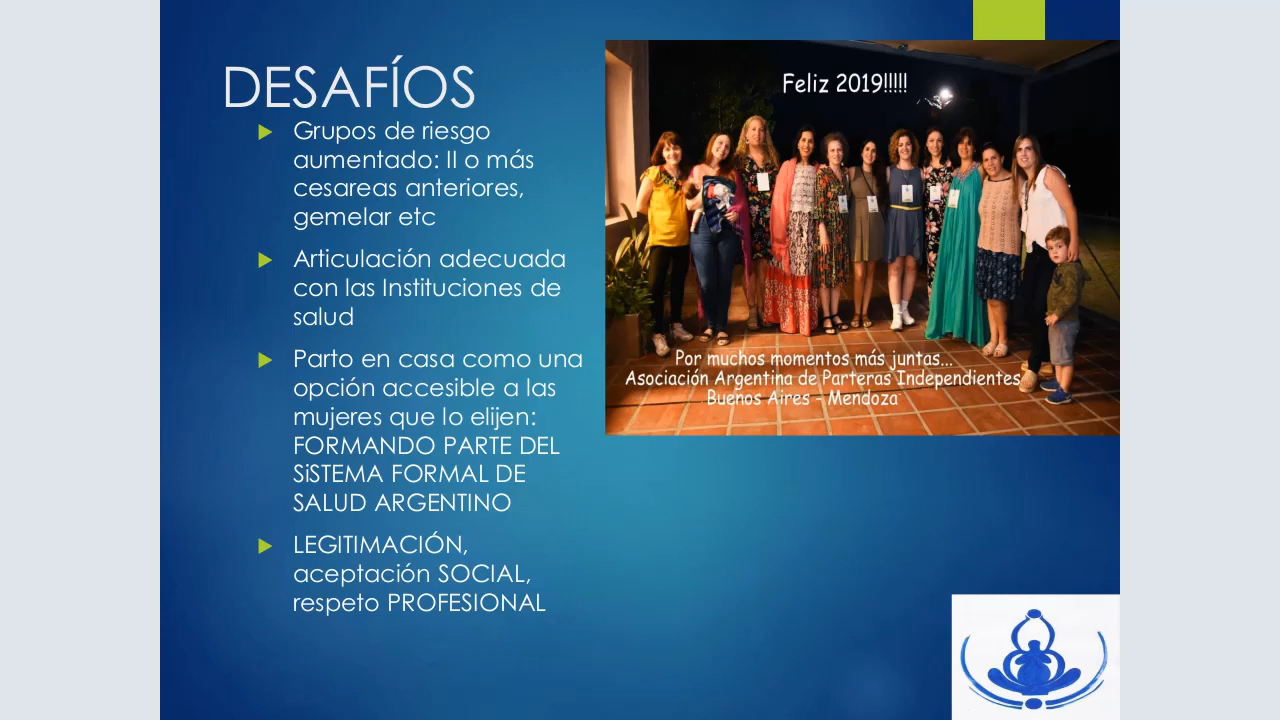 DESAFÍOS
Grupos de riesgo
aumentado: II o más
cesareas anteriores,
gemelar etc
Articulación adecuada
con las Instituciones de
salud
Parto en casa como una
opción accesible a las
mujeres que lo elijen:
FORMANDO PARTE DEL
SiSTEMA FORMAL DE
SALUD ARGENTINO
LEGITIMACIÓN,
aceptación SOCIAL,
respeto PROFESIONAL
Feliz 2019!!!!!
Por muchos momentos más juntas...
Asociación Argentina de Parteras Independientes
Buenos Aires - Mendoza